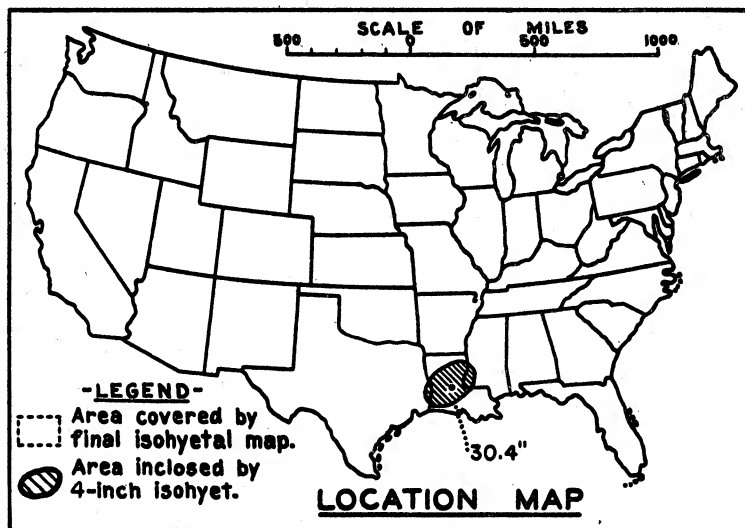 SCALE OF MILES
500 0 500 1000
-LEGEND-
Area covered by
final isohyetal map.
Area inclosed by
4-inch isohyet.
30.4"
LOCATION MAP